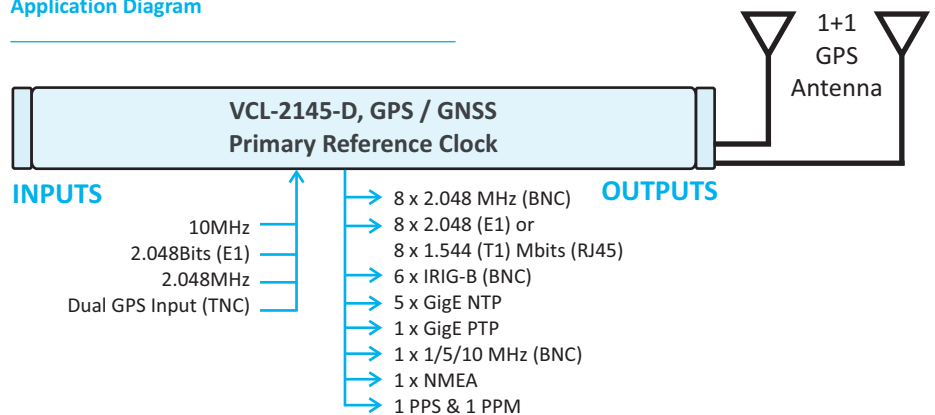 Application Diagram
1+1
GPS
Antenna
VCL-2145-D, GPS / GNSS
Primary Reference Clock
INPUTS
10MHz
2.048Bits (E1)
2.048MHz
Dual GPS Input (TNC)
OUTPUTS
8 x 2.048 MHz (BNC)
8 x 2.048 (E1) or
8 x 1.544 (T1) Mbits (RJ45)
6 x IRIG-B (BNC)
5 x GigE NTP
1 x GigE PTP
1 x 1/5/10 MHz (BNC)
1 x NMEA
1 PPS & 1 PPM